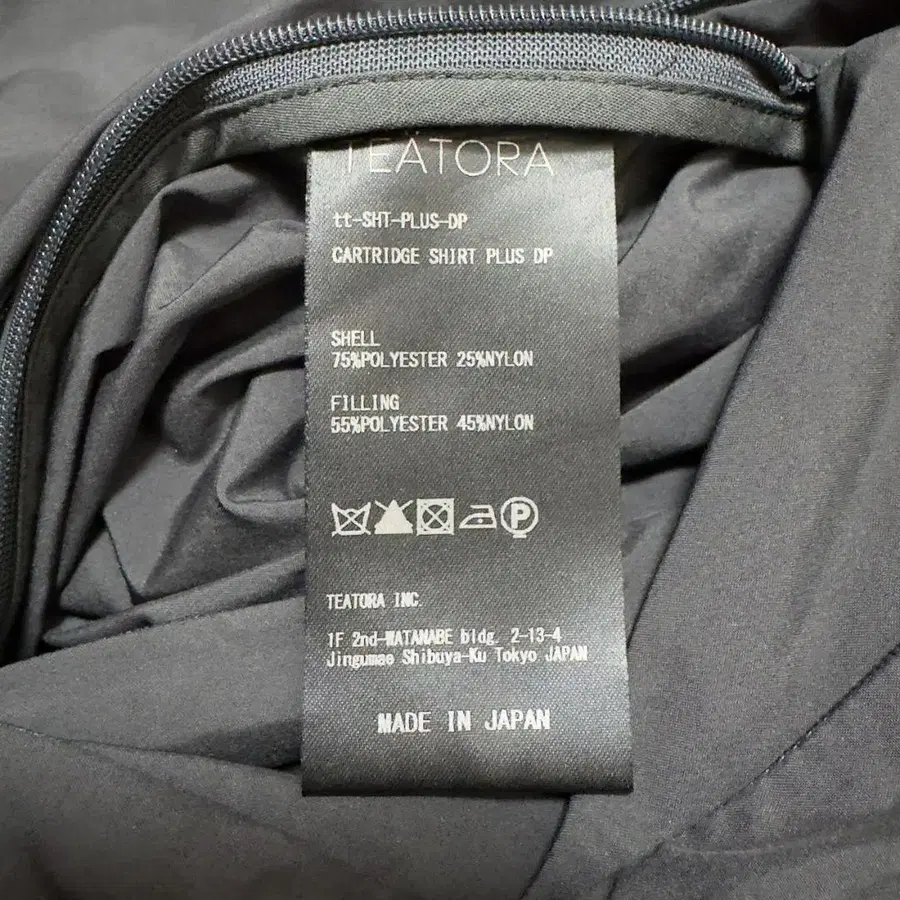 TEATORA
tt-SHT-PLUS-DP
CARTRIDGE SHIRT PLUS DP
SHELL
75%POLYESTER 25%NYLON
FILLING
55%POLYESTER 45%NYLON
P
TEATORA INC.
1F 2nd-WATANABE bldg. 2-13-4
Jingumae Shibuya-Ku Tokyo JAPAN
MADE IN JAPAN